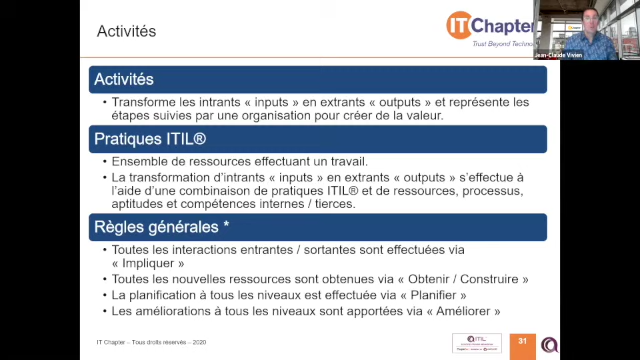 Activités
ITChapter
Trust Beyond Technol
Jean-Claude Vivien
Activités
• Transforme les intrants « inputs » en extrants « outputs » et représente les
étapes suivies par une organisation pour créer de la valeur.
Pratiques ITIL®
• Ensemble de ressources effectuant un travail.
• La transformation d'intrants « inputs » en extrants « outputs » s'effectue à
l'aide d'une combinaison de pratiques ITIL® et de ressources, processus,
aptitudes et compétences internes / tierces.
Règles générales *
• Toutes les interactions entrantes / sortantes sont effectuées via
« Impliquer »
• Toutes les nouvelles ressources sont obtenues via « Obtenir / Construire »
• La planification à tous les niveaux est effectuée via « Planifier »
• Les améliorations à tous les niveaux sont apportées via « Améliorer »
IT Chapter – Tous droits reservés – 2020
ITIL
31